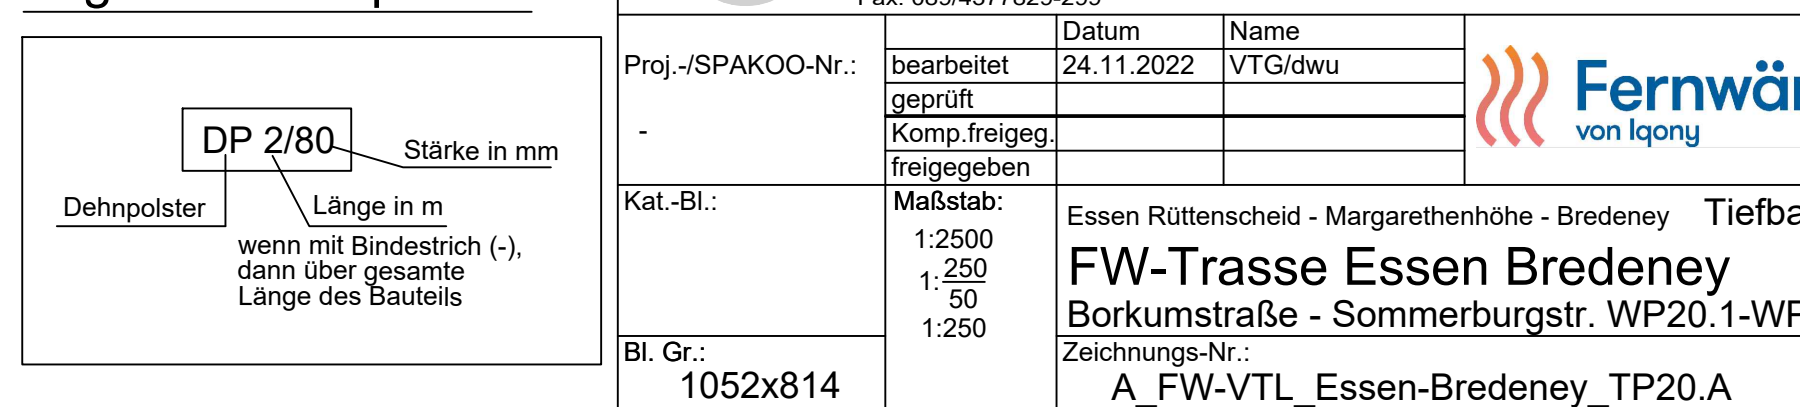 DP 2/80
Stärke in mm
Dehnpolster
Länge in m
wenn mit Bindestrich (-),
dann über gesamte
Länge des Bauteils
Datum Name
Proj.-/SPAKOO-Nr.: bearbeitet 24.11.2022 VTG/dwu
geprüft
- Komp.freigeg.
freigegeben
von Iqony
Kat.-Bl.: Maßstab:
1:2500
1:250/50
1:250
Essen Rüttenscheid - Margarethenhöhe - Bredeney
FW-Trasse Essen Bredeney
Borkumstraße - Sommerburgstr.
Bl. Gr.:
1052x814
Zeichnungs-Nr.:
A_FW-VTL_Essen-Bredeney_TP20.A